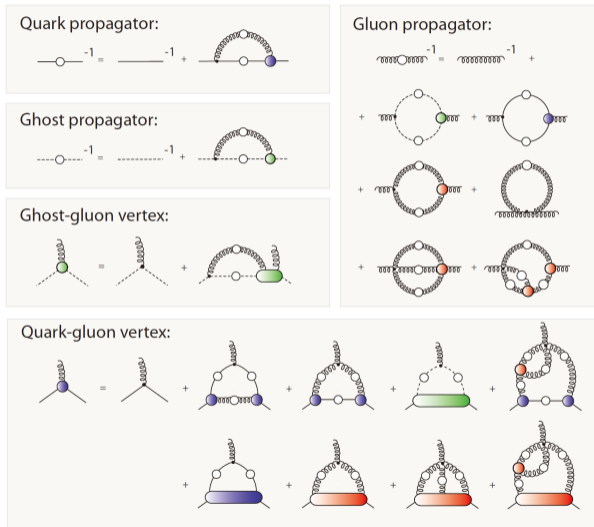 Quark propagator:
-1 = -1 +
Ghost propagator:
-1 = -1 +
Ghost-gluon vertex:
= +
Gluon propagator:
-1 = -1 +
+ +
+ +
+ +
Quark-gluon vertex:
= + + + +
+ + + +